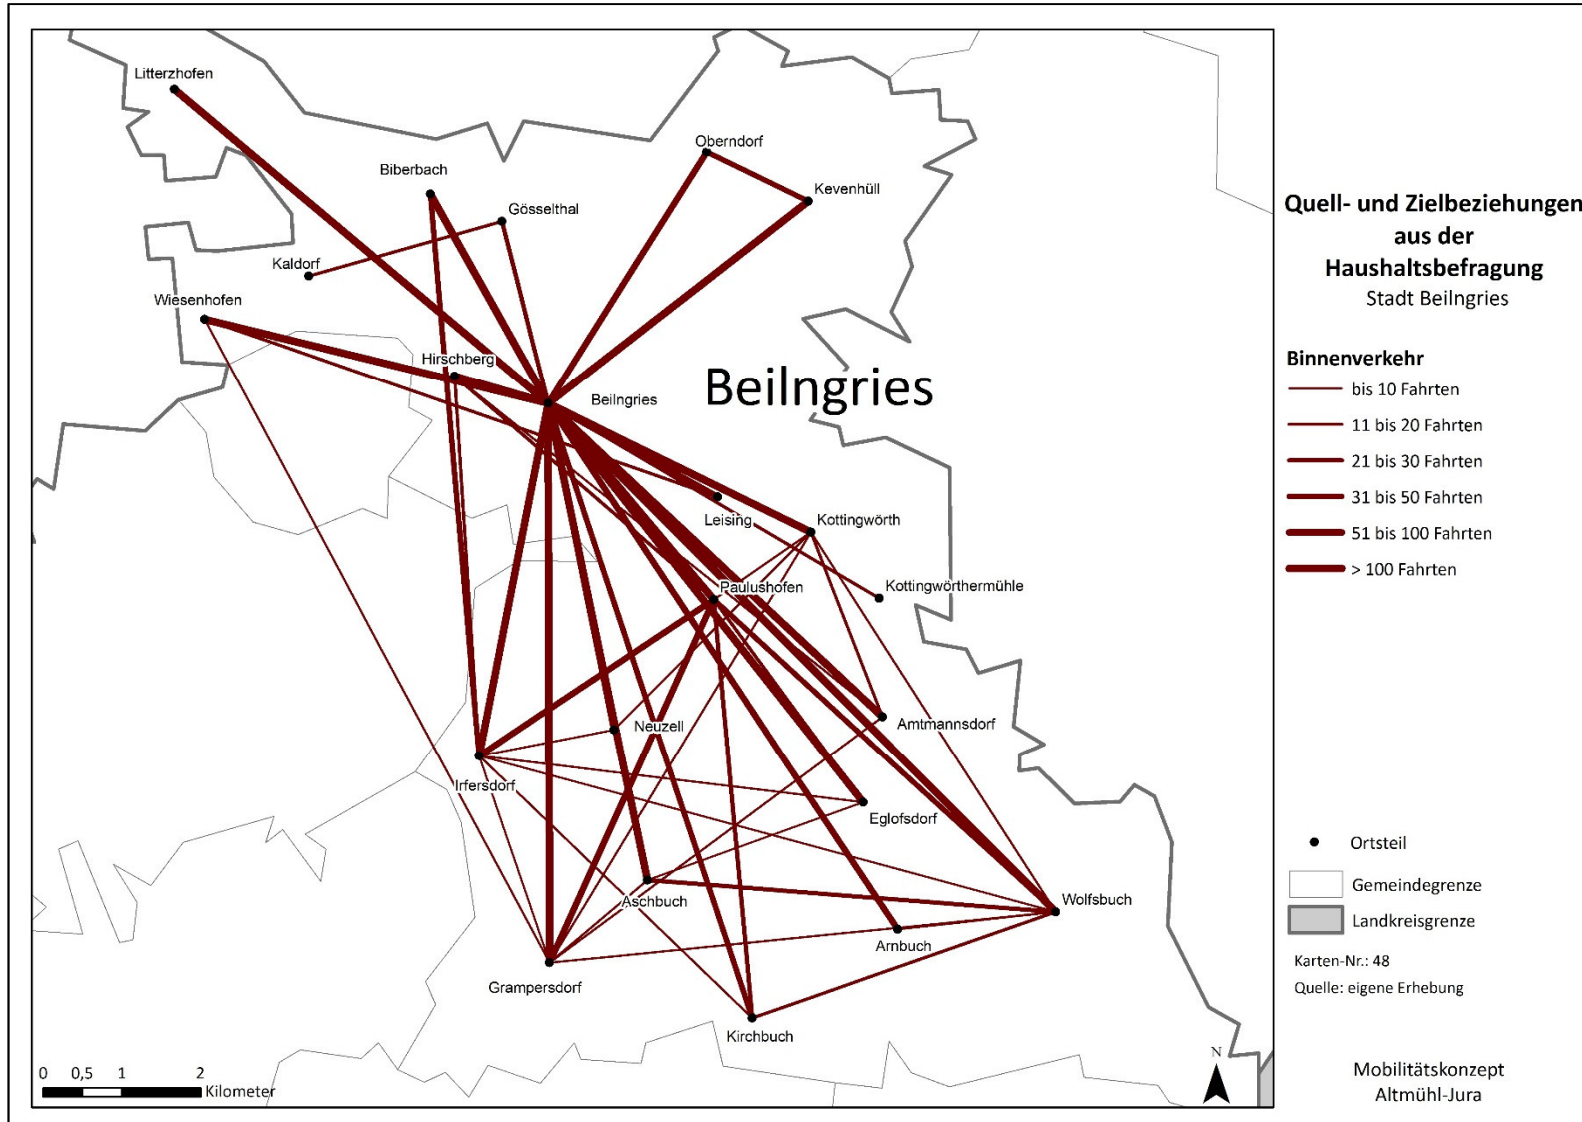 Litterzhofen
Oberndorf
Biberbach
Kevenhüll
Gösselthal
Kaldorf
Wiesenhofen
Hirschberg
Beilngries
Beilngries
Leising
Kottingwörth
Paulushofen
Kottingwörthermühle
Neuzell
Amtmannsdorf
Irfersdorf
Eglofsdorf
Aschbuch
Wolfsbuch
Arnbuch
Grampersdorf
Kirchbuch
0 0,5 1 2
Kilometer
N
Quell- und Zielbeziehungen
aus der
Haushaltsbefragung
Stadt Beilngries
Binnenverkehr
bis 10 Fahrten
11 bis 20 Fahrten
21 bis 30 Fahrten
31 bis 50 Fahrten
51 bis 100 Fahrten
> 100 Fahrten
Ortsteil
Gemeindegrenze
Landkreisgrenze
Karten-Nr.: 48
Quelle: eigene Erhebung
Mobilitätskonzept
Altmühl-Jura